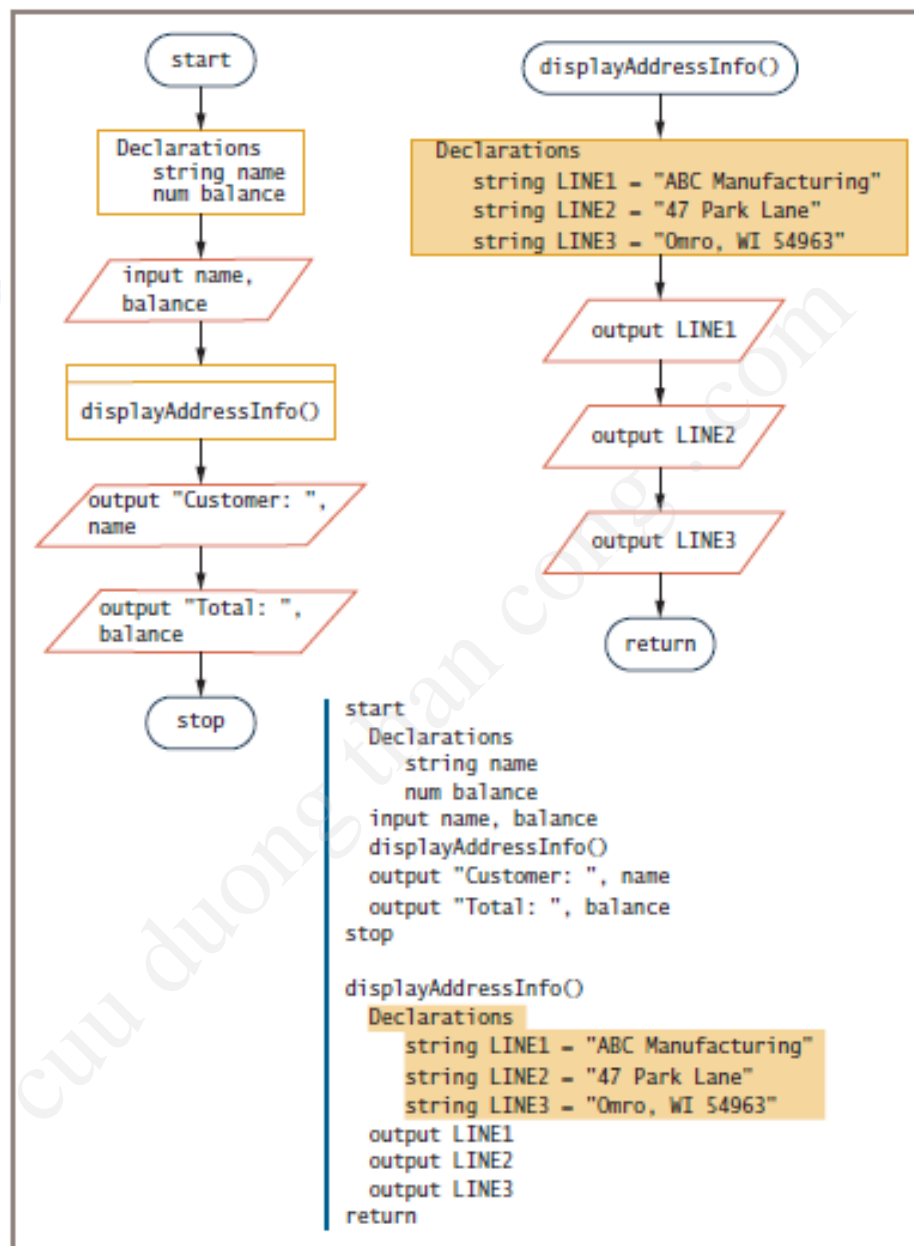 start
Declarations
string name
num balance
input name,
balance
displayAddressInfo()
output "Customer: ",
name
output "Total: ",
balance
stop
displayAddressInfo()
Declarations
string LINE1 = "ABC Manufacturing"
string LINE2 = "47 Park Lane"
string LINE3 = "Omro, WI 54963"
output LINE1
output LINE2
output LINE3
return
start
Declarations
string name
num balance
input name, balance
displayAddressInfo()
output "Customer: ", name
output "Total: ", balance
stop
displayAddressInfo()
Declarations
string LINE1 = "ABC Manufacturing"
string LINE2 = "47 Park Lane"
string LINE3 = "Omro, WI 54963"
output LINE1
output LINE2
output LINE3
return
cuu duong than cong . com